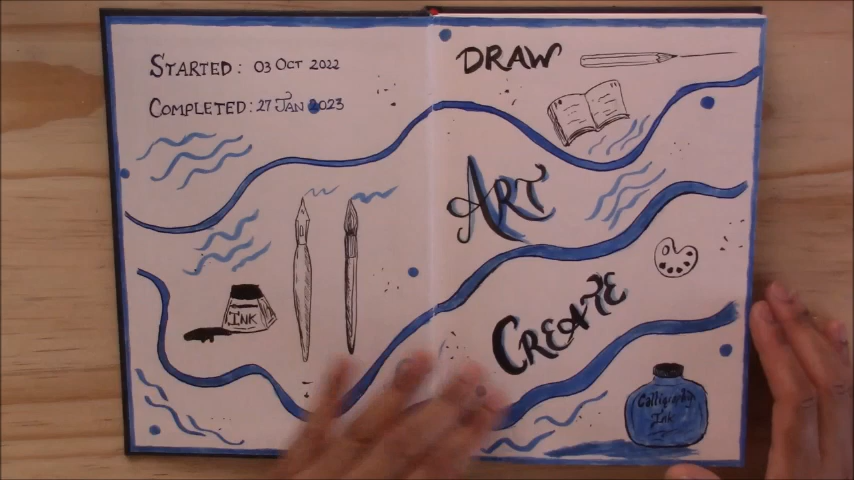 STARTED: 03 OCT 2022
COMPLETED: 27 JAN 2023
INK
DRAW
ART
CREATE
Calligraphy
Ink